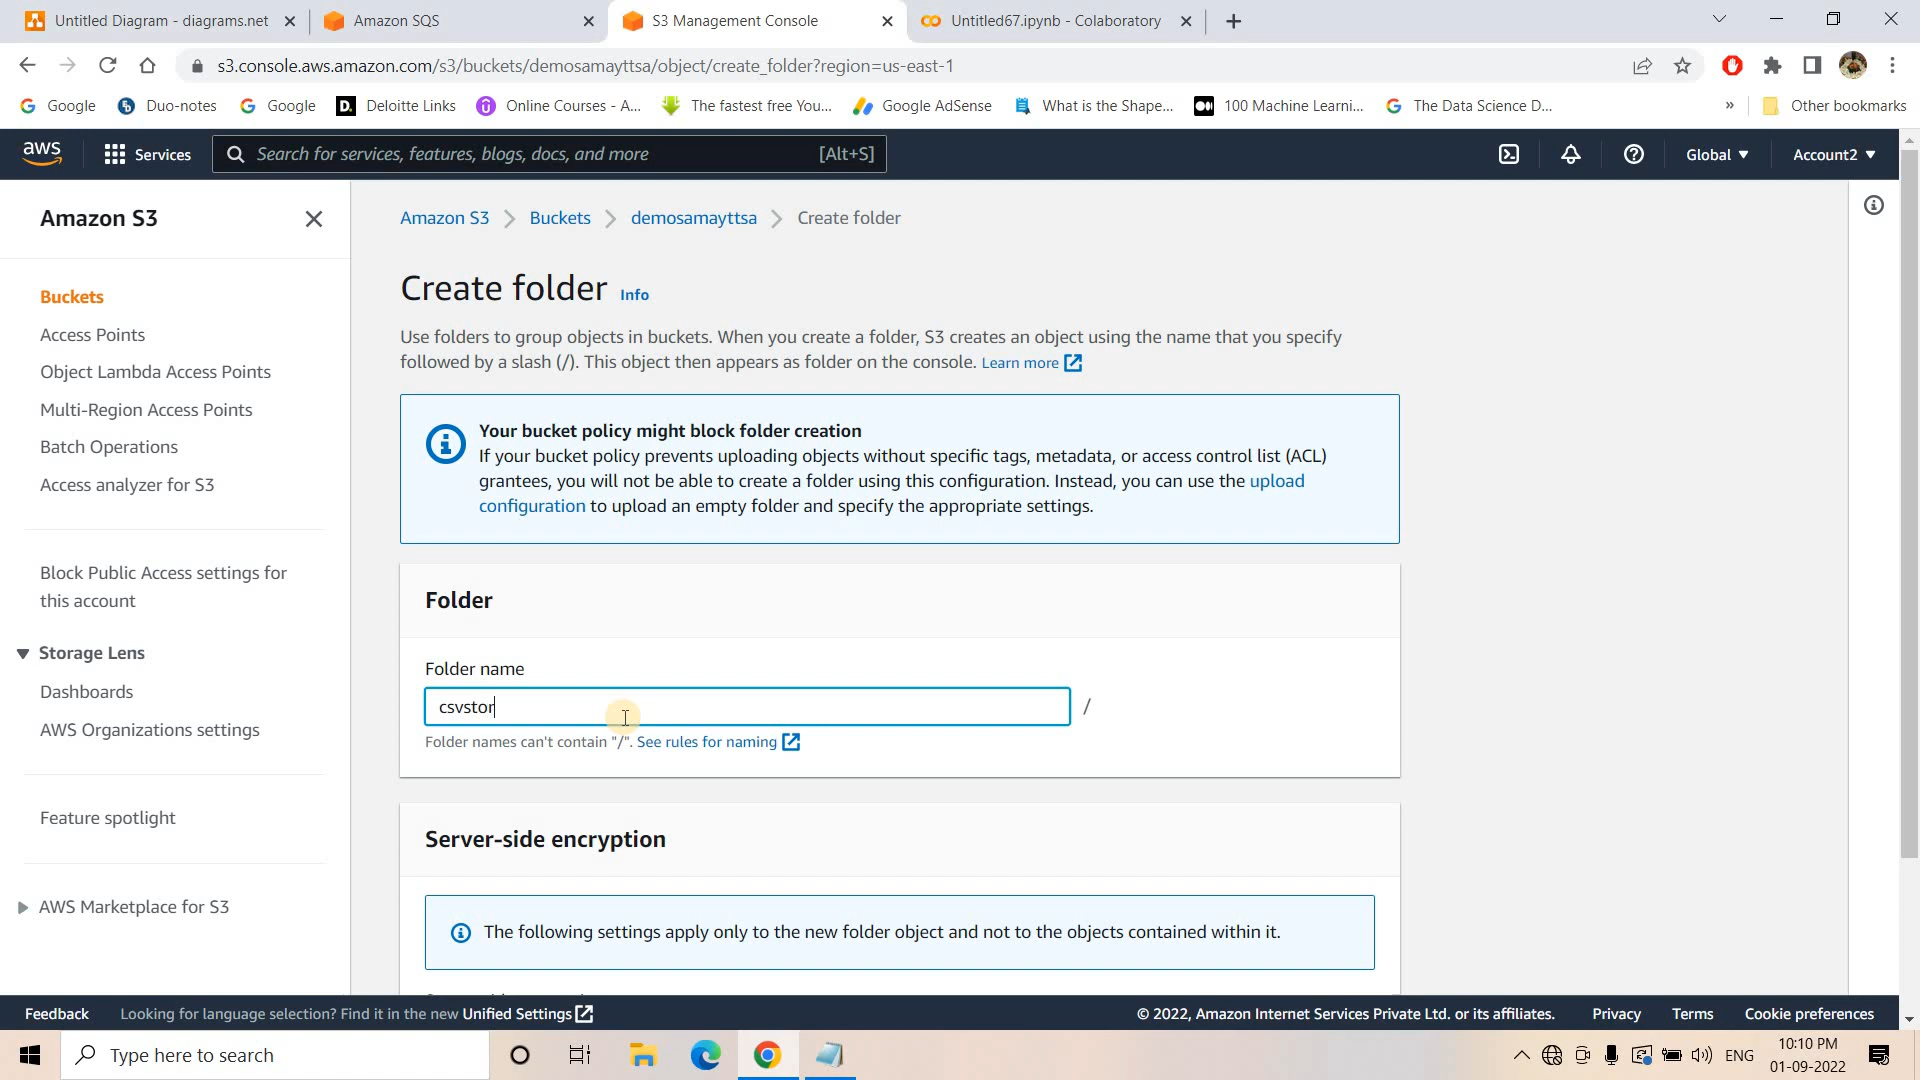 Untitled Diagram - diagrams.net
Amazon SQS
S3 Management Console
Untitled67.ipynb - Colaboratory
s3.console.aws.amazon.com/s3/buckets/demosamayttsa/object/create_folder?region=us-east-1
Google
Duo-notes
Google
D.
Deloitte Links
Online Courses - A...
The fastest free You...
Google AdSense
What is the Shape...
100 Machine Learni...
The Data Science D...
»
Other bookmarks
aws
Services
Search for services, features, blogs, docs, and more
[Alt+S]
Global
Account2
Amazon S3
Buckets
Access Points
Object Lambda Access Points
Multi-Region Access Points
Batch Operations
Access analyzer for S3
Block Public Access settings for
this account
Storage Lens
Dashboards
AWS Organizations settings
Feature spotlight
AWS Marketplace for S3
Amazon S3
Buckets
demosamayttsa
Create folder
Create folder Info
Use folders to group objects in buckets. When you create a folder, S3 creates an object using the name that you specify
followed by a slash (/). This object then appears as folder on the console. Learn more
Your bucket policy might block folder creation
If your bucket policy prevents uploading objects without specific tags, metadata, or access control list (ACL)
grantees, you will not be able to create a folder using this configuration. Instead, you can use the upload
configuration to upload an empty folder and specify the appropriate settings.
Folder
Folder name
csvstor
/
Folder names can't contain "/". See rules for naming
Server-side encryption
The following settings apply only to the new folder object and not to the objects contained within it.
Feedback
Looking for language selection? Find it in the new Unified Settings
© 2022, Amazon Internet Services Private Ltd. or its affiliates.
Privacy
Terms
Cookie preferences
Type here to search
ENG
10:10 PM
01-09-2022